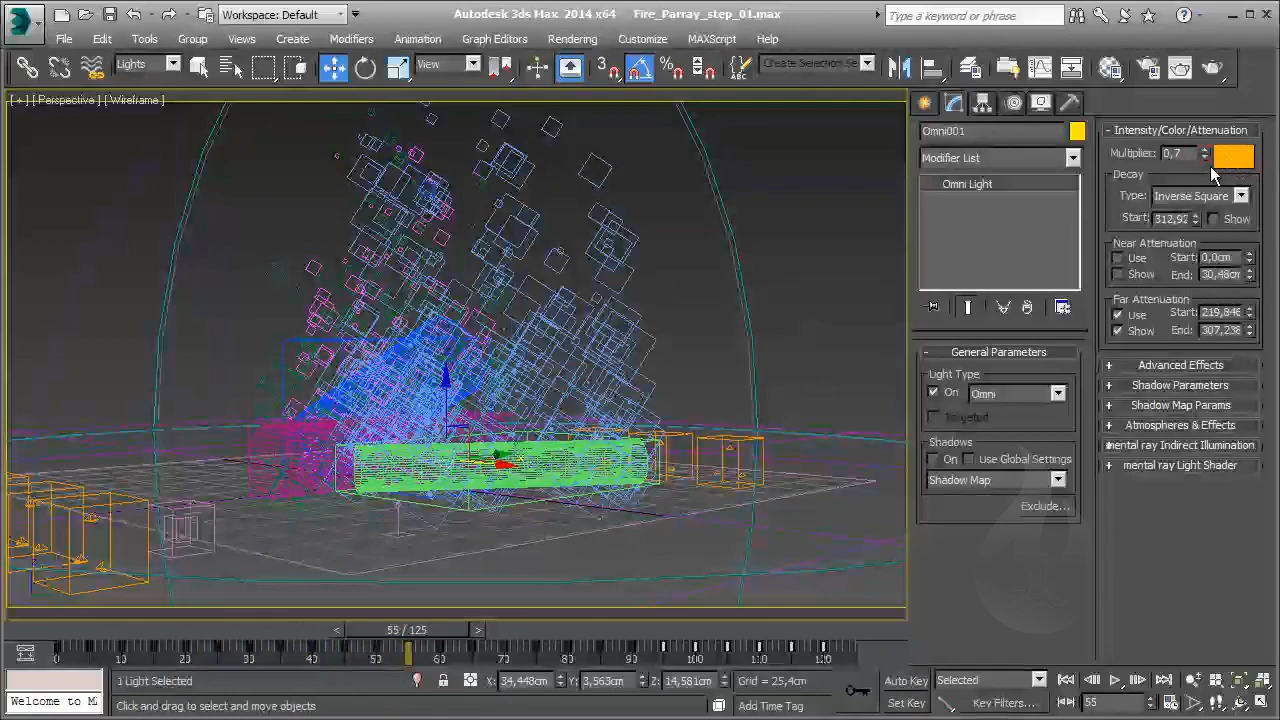 Workspace: Default
Autodesk 3ds Max 2014 x64
Fire_Parray_step_01.max
Type a keyword or phrase
File Edit Tools Group Views Create Modifiers Animation Graph Editors Rendering Customize MAXScript Help
Lights
View
3
Create Selection Se
[ + ] [ Perspective ] [ Wireframe ]
Omni001
Modifier List
Omni Light
General Parameters
Light Type
On Omni
Targeted
Shadows
On Use Global Settings
Shadow Map
Exclude...
Intensity/Color/Attenuation
Multiplier: 0,7
Decay
Type: Inverse Square
Start: 312,92 Show
Near Attenuation
Use Start: 0,0cm
Show End: 30,48cm
Far Attenuation
Use Start: 219,846
Show End: 307,238
Advanced Effects
Shadow Parameters
Shadow Map Params
Atmospheres & Effects
mental ray Indirect Illumination
mental ray Light Shader
< 55 / 125 >
0 10 20 30 40 50 60 70 80 90 100 110 120
1 Light Selected
X: 34,448cm Y: 3,563cm Z: 14,581cm Grid = 25,4cm
Auto Key Selected
Welcome to M
Click and drag to select and move objects
Add Time Tag
Set Key Key Filters... 55